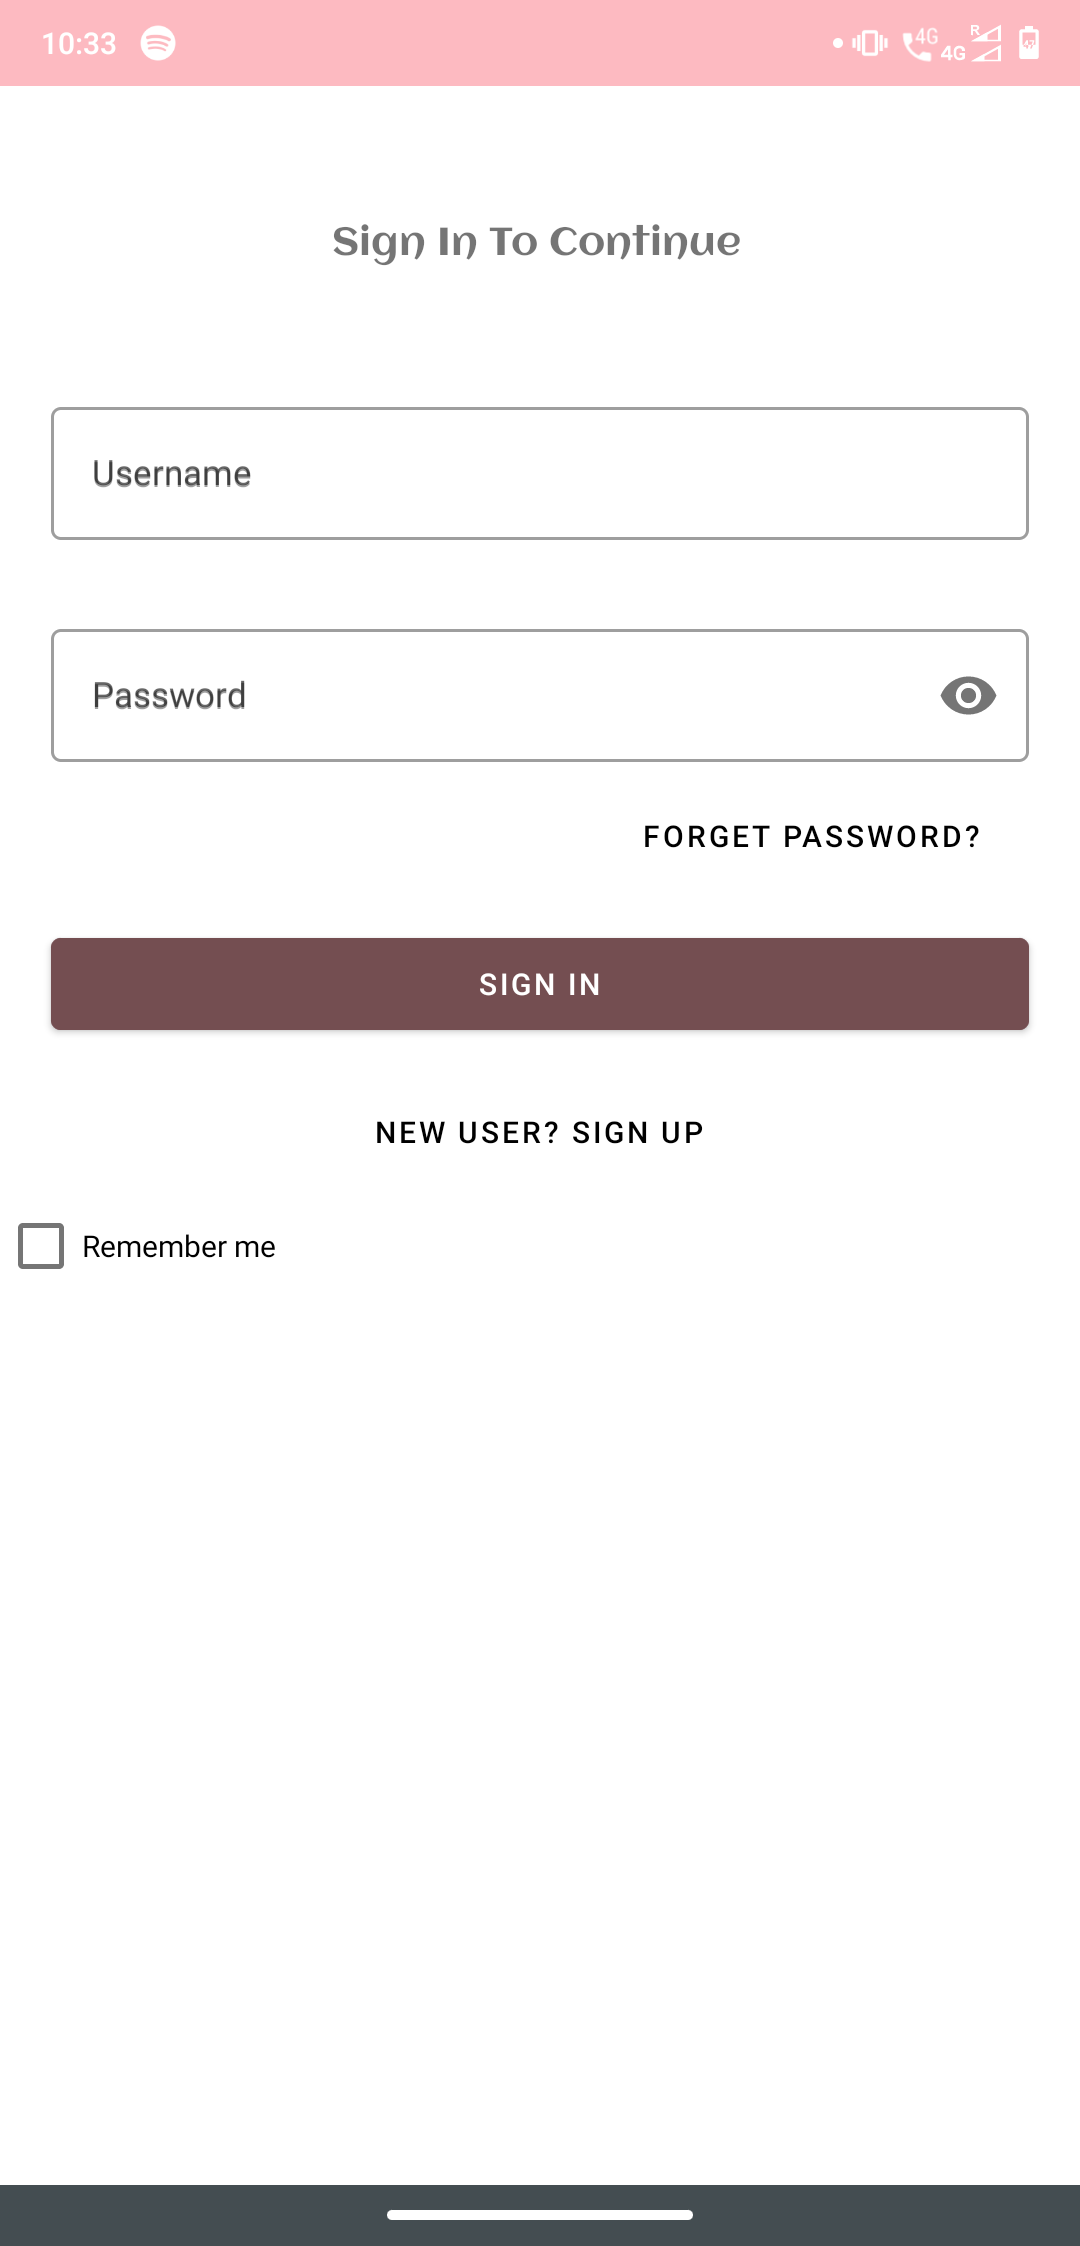 10:33
4G
4G
R
Sign In To Continue
Username
Password
FORGET PASSWORD?
SIGN IN
NEW USER? SIGN UP
Remember me